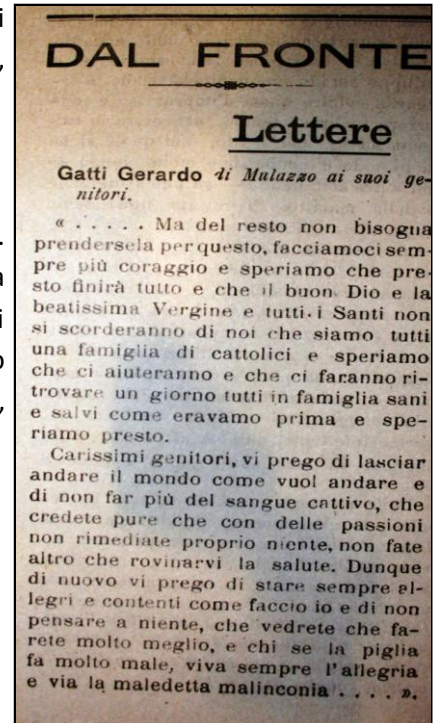 DAL FRONTE
Lettere
Gatti Gerardo di Mulazzo ai suoi ge-
nitori.
« . . . . . Ma del resto non bisogna
prendersela per questo, facciamoci sem-
pre più coraggio e speriamo che pre-
sto finirà tutto e che il buon Dio e la
beatissima Vergine e tutti i Santi non
si scorderanno di noi che siamo tutti
una famiglia di cattolici e speriamo
che ci aiuteranno e che ci faranno ri-
trovare un giorno tutti in famiglia sani
e salvi come eravamo prima e spe-
riamo presto.
Carissimi genitori, vi prego di lasciar
andare il mondo come vuol andare e
di non far più del sangue cattivo, che
credete pure che con delle passioni
non rimediate proprio niente, non fate
altro che rovinarvi la salute. Dunque
di nuovo vi prego di stare sempre al-
legri e contenti come faccio io e di non
pensare a niente, che vedrete che fa-
rete molto meglio, e chi se la piglia
fa molto male, viva sempre l'allegria
e via la maledetta malinconia . . . . ».